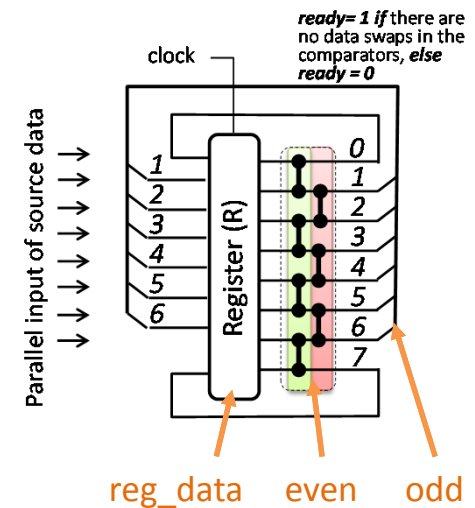 ready= 1 if there are
no data swaps in the
comparators, else
ready = 0
clock
Parallel input of source data
1
2
3
4
5
6
Register (R)
0
1
2
3
4
5
6
7
reg_data even odd